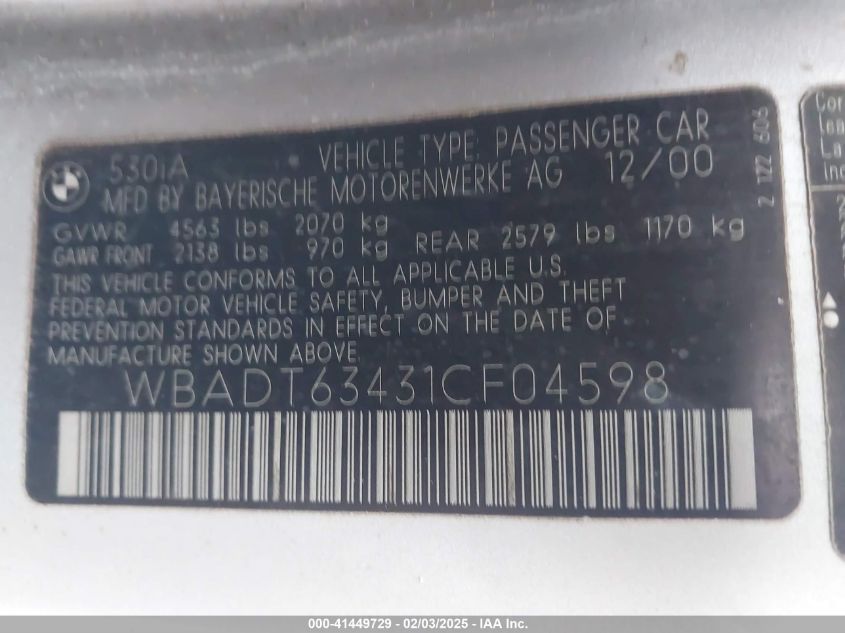 530iA VEHICLE TYPE PASSENGER CAR
MFD BY BAYERISCHE MOTORENWERKE AG 12/00
GVWR 4563 lbs 2070 kg
GAWR FRONT 2138 lbs 970 kg REAR 2579 lbs 1170 kg
THIS VEHICLE CONFORMS TO ALL APPLICABLE U.S.
FEDERAL MOTOR VEHICLE SAFETY, BUMPER AND THEFT
PREVENTION STANDARDS IN EFFECT ON THE DATE OF
MANUFACTURE SHOWN ABOVE.
WBADT63431CF04598
2 122 606
Cor
La
Inc
000-41449729 - 02/03/2025 - IAA Inc.